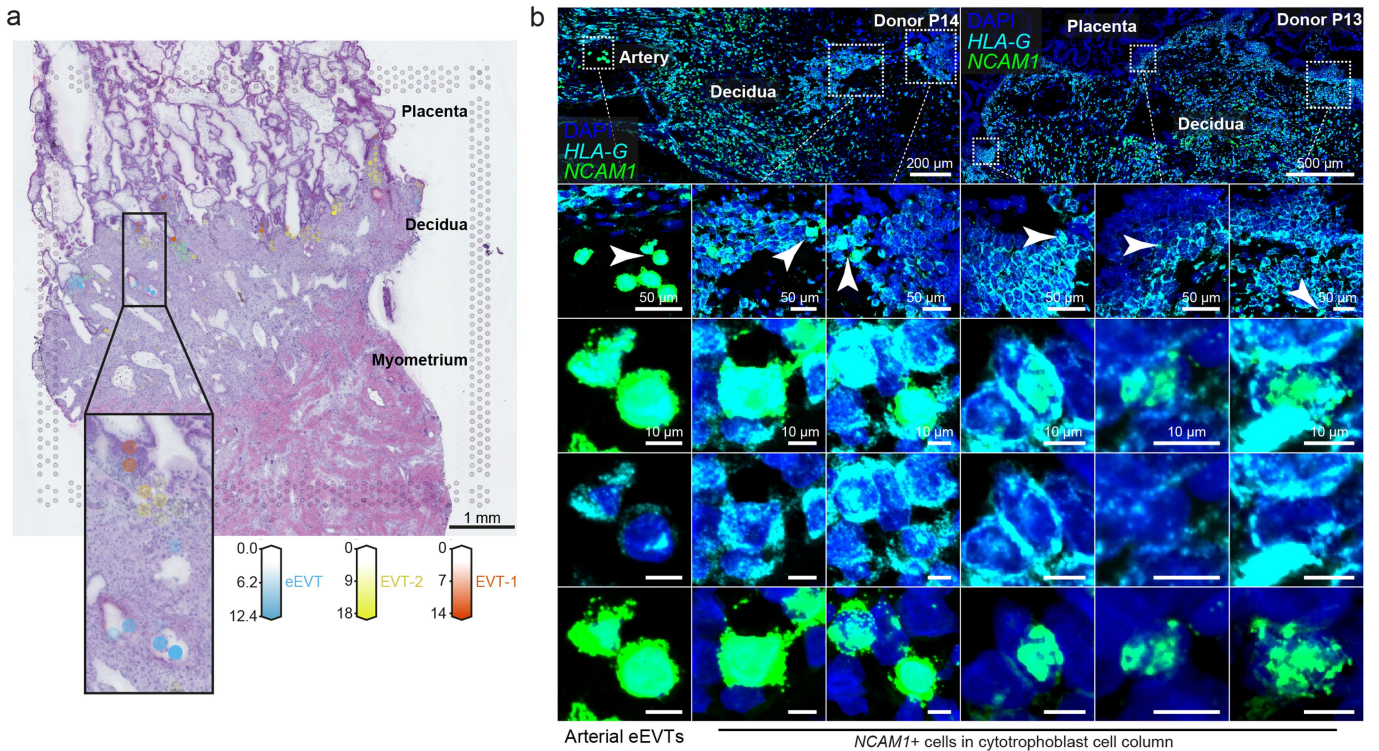 a
Placenta
Decidua
Myometrium
1 mm
0.0
6.2
12.4
eEVT
0
9
18
EVT-2
0
7
14
EVT-1
b
DAPI
HLA-G
NCAM1
Donor P14
Artery
Decidua
DAPI
HLA-G
NCAM1
200 µm
DAPI
HLA-G
NCAM1
Placenta
Donor P13
Decidua
500 µm
50 µm
50 µm
50 µm
50 µm
50 µm
50 µm
10 µm
10 µm
10 µm
10 µm
10 µm
10 µm
Arterial eEVTs
NCAM1+ cells in cytotrophoblast cell column